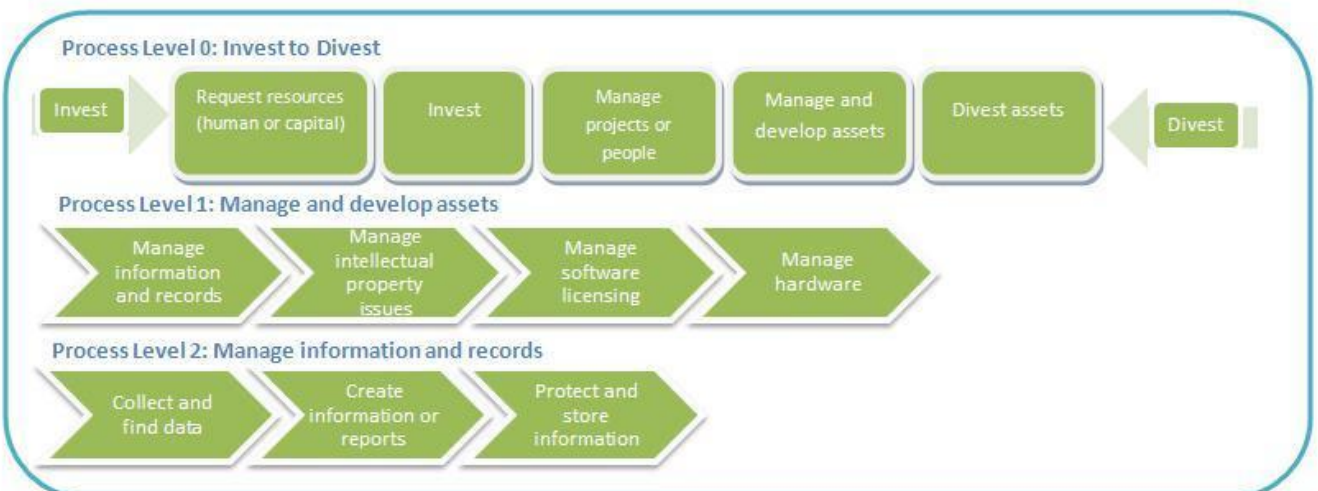 Process Level 0: Invest to Divest
Invest
Request resources
(human or capital)
Invest
Manage
projects or
people
Manage and
develop assets
Divest assets
Divest
Process Level 1: Manage and develop assets
Manage
information
and records
Manage
intellectual
property
issues
Manage
software
licensing
Manage
hardware
Process Level 2: Manage information and records
Collect and
find data
Create
information or
reports
Protect and
store
information